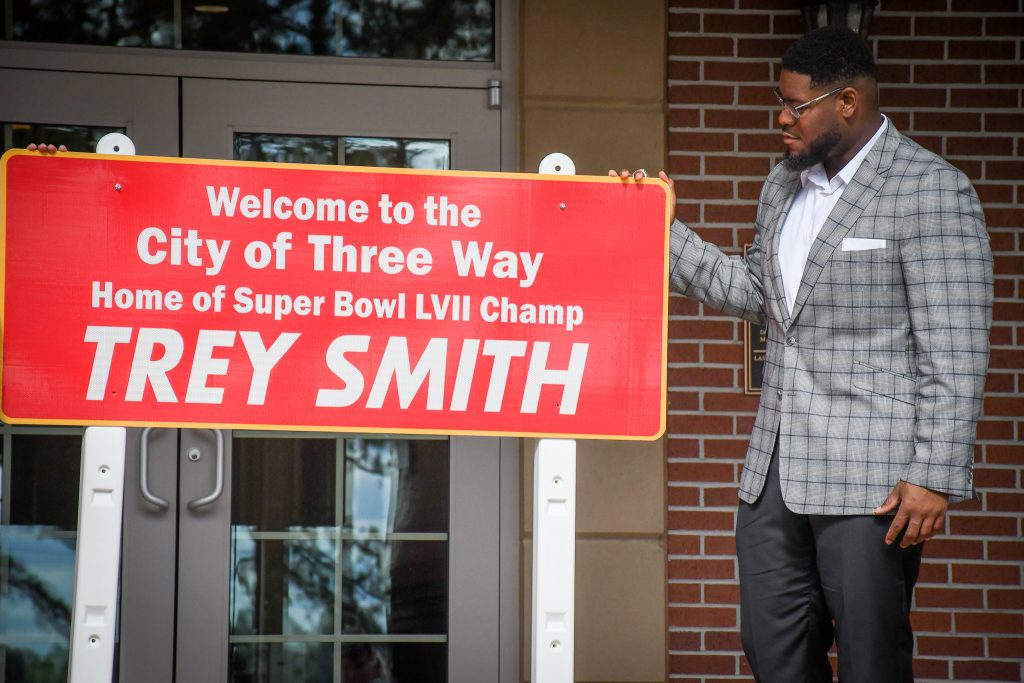 Welcome to the
City of Three Way
Home of Super Bowl LVII Champ
TREY SMITH